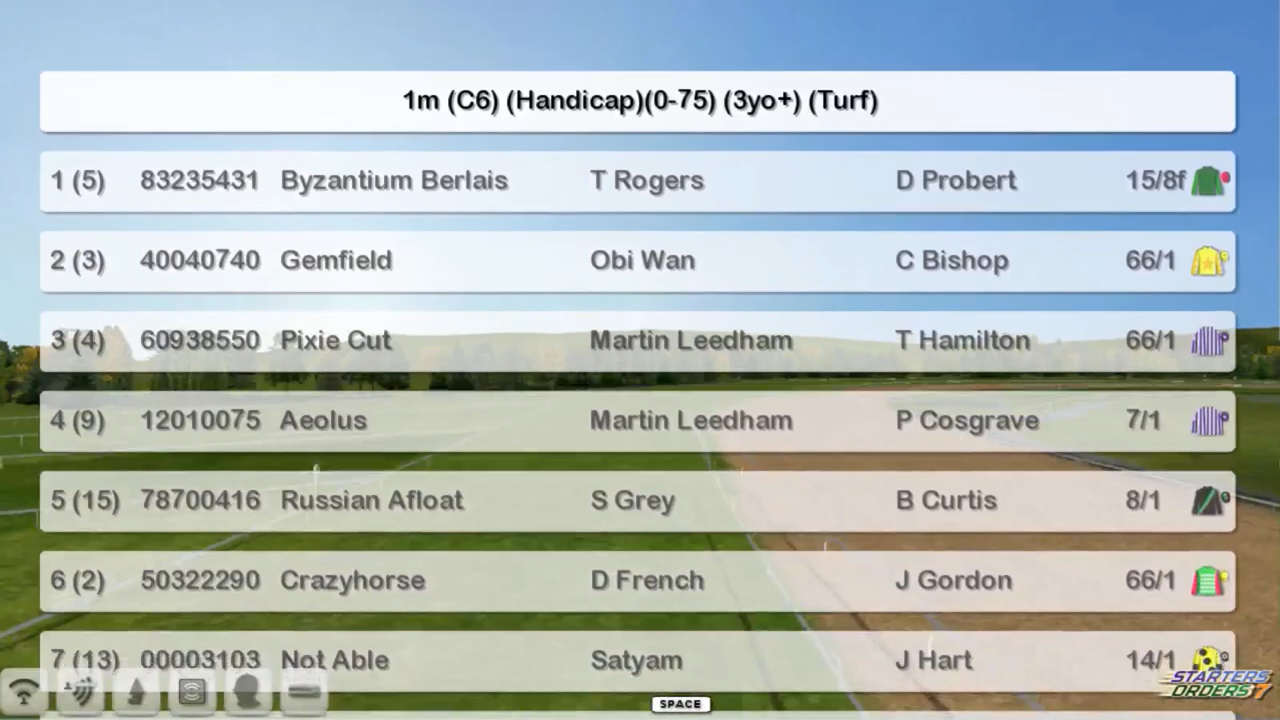 1m (C6) (Handicap)(0-75) (3yo+) (Turf)
1 (5) 83235431 Byzantium Berlais T Rogers D Probert 15/8f
2 (3) 40040740 Gemfield Obi Wan C Bishop 66/1
3 (4) 60938550 Pixie Cut Martin Leedham T Hamilton 66/1
4 (9) 12010075 Aeolus Martin Leedham P Cosgrave 7/1
5 (15) 78700416 Russian Afloat S Grey B Curtis 8/1
6 (2) 50322290 Crazyhorse D French J Gordon 66/1
7 (13) 00003103 Not Able Satyam J Hart 14/1
STARTERS ORDERS 7
SPACE